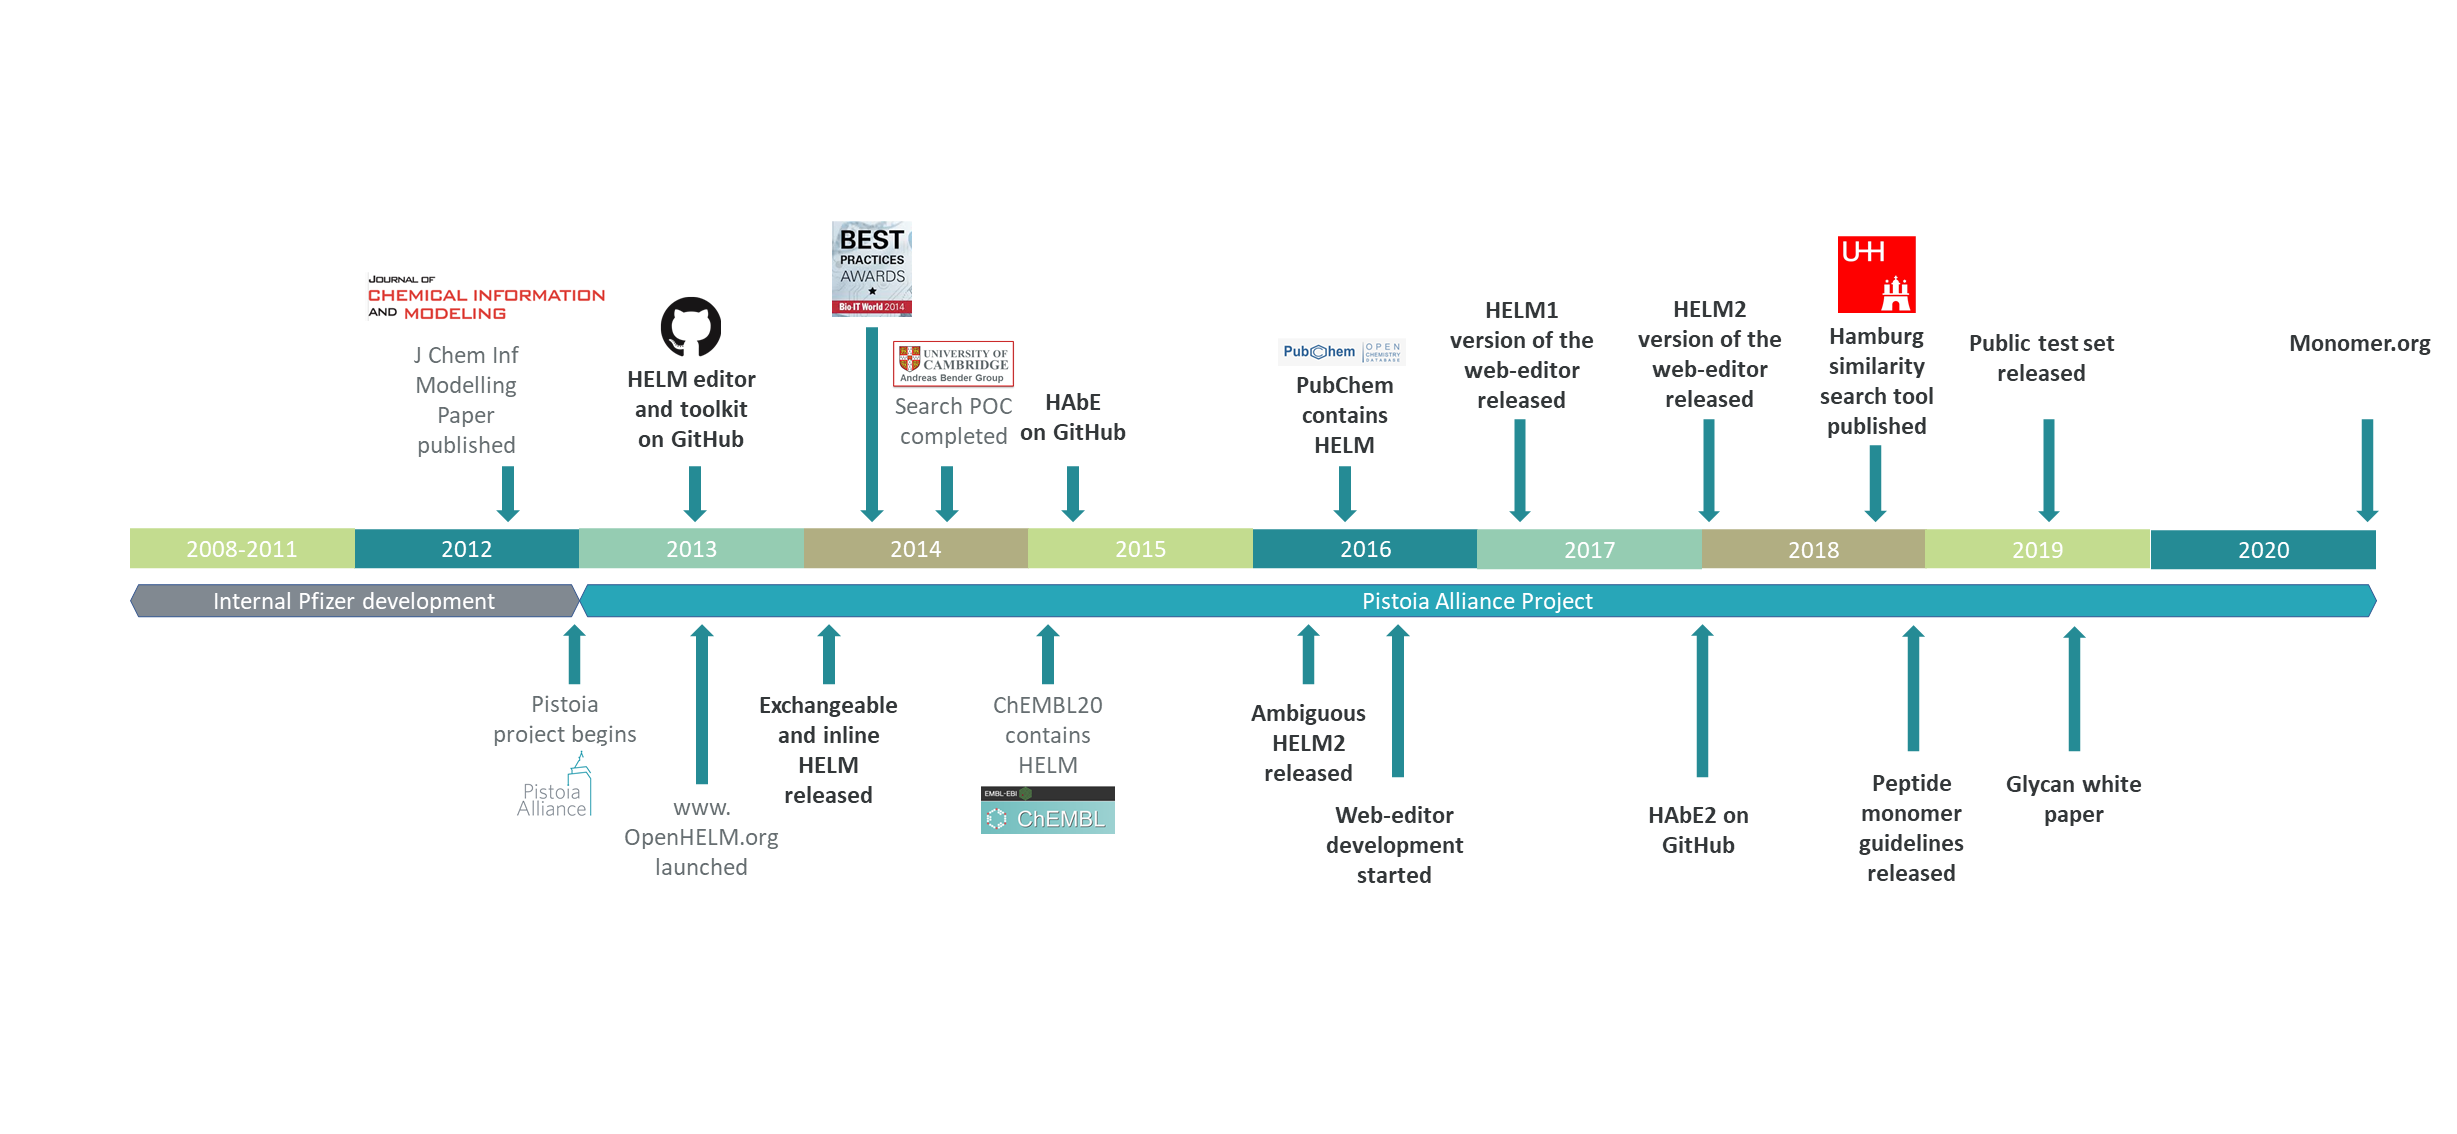 JOURNAL OF
CHEMICAL INFORMATION
AND MODELING
J Chem Inf
Modelling
Paper
published
HELM editor
and toolkit
on GitHub
BEST
PRACTICES
AWARDS
Bio IT World 2014
UNIVERSITY OF
CAMBRIDGE
Andreas Bender Group
Search POC
completed
HAbE
on GitHub
PubChem
OPEN
CHEMISTRY
DATABASE
PubChem
contains
HELM
HELM1
version of the
web-editor
released
HELM2
version of the
web-editor
released
UHH
Hamburg
similarity
search tool
published
Public test set
released
Monomer.org
2008-2011
2012
2013
2014
2015
2016
2017
2018
2019
2020
Internal Pfizer development
Pistoia Alliance Project
Pistoia
project begins
Pistoia
Alliance
www.
OpenHELM.org
launched
Exchangeable
and inline
HELM
released
ChEMBL20
contains
HELM
EMBL-EBI
ChEMBL
Ambiguous
HELM2
released
Web-editor
development
started
HAbE2 on
GitHub
Peptide
monomer
guidelines
released
Glycan white
paper